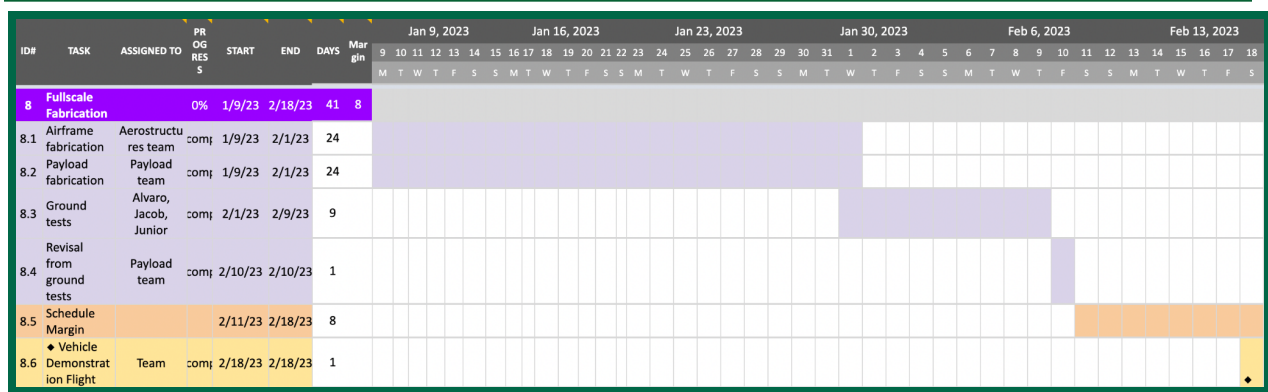 ID# TASK ASSIGNED TO PR OG RES S START END DAYS Mar gin Jan 9, 2023 Jan 16, 2023 Jan 23, 2023 Jan 30, 2023 Feb 6, 2023 Feb 13, 2023
9 10 11 12 13 14 15 16 17 18 19 20 21 22 23 24 25 26 27 28 29 30 31 1 2 3 4 5 6 7 8 9 10 11 12 13 14 15 16 17 18
M T W T F S S M T W T F S S M T W T F S S M T W T F S S M T W T F S S M T W T F S
8 Fullscale Fabrication 0% 1/9/23 2/18/23 41 8
8.1 Airframe fabrication Aerostructu res team comp 1/9/23 2/1/23 24
8.2 Payload fabrication Payload team comp 1/9/23 2/1/23 24
8.3 Ground tests Alvaro, Jacob, Junior comp 2/1/23 2/9/23 9
8.4 Revisal from ground tests Payload team comp 2/10/23 2/10/23 1
8.5 Schedule Margin 2/11/23 2/18/23 8
8.6 ◆ Vehicle Demonstrat ion Flight Team comp 2/18/23 2/18/23 1 ◆